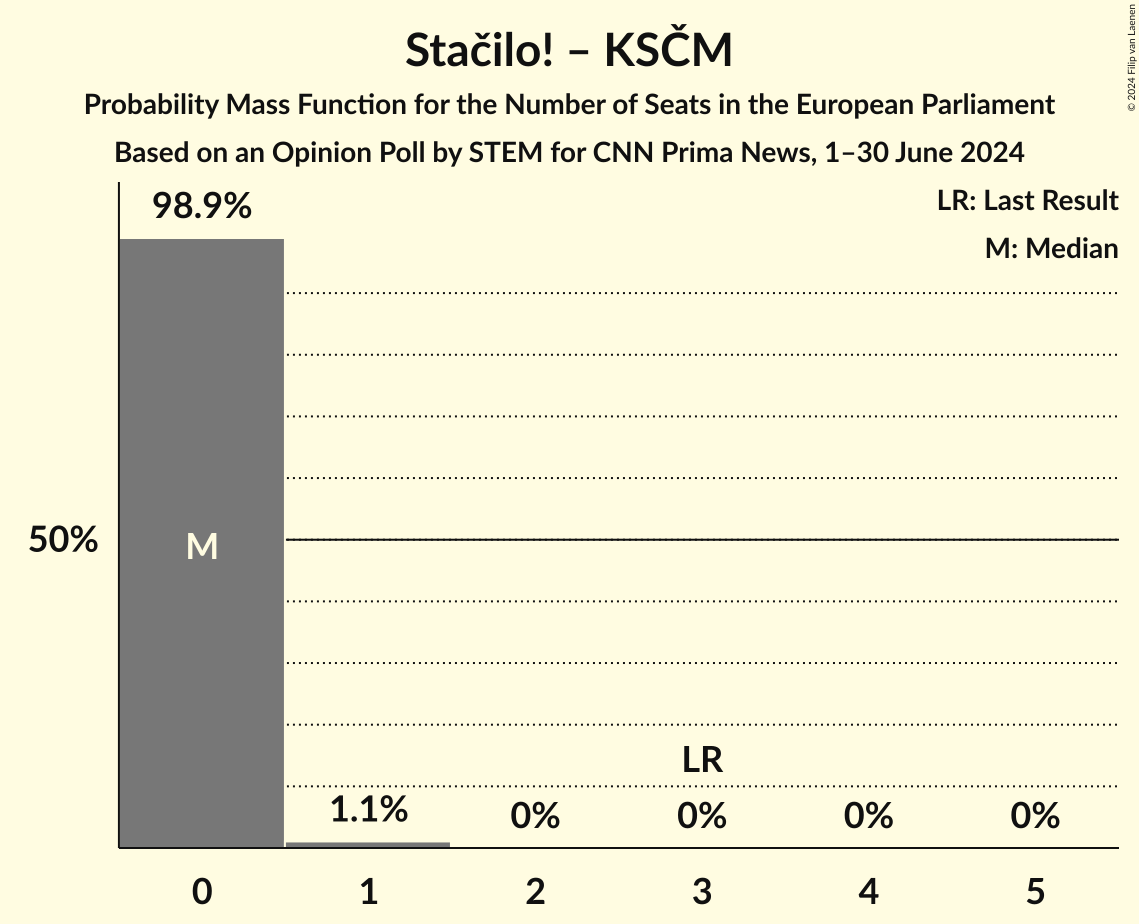 Stačilo! – KSČM
Probability Mass Function for the Number of Seats in the European Parliament
Based on an Opinion Poll by STEM for CNN Prima News, 1–30 June 2024
© 2024 Filip van Laenen
LR: Last Result
M: Median
98.9%
50%
M
LR
1.1%
0%
0%
0%
0%
0
1
2
3
4
5